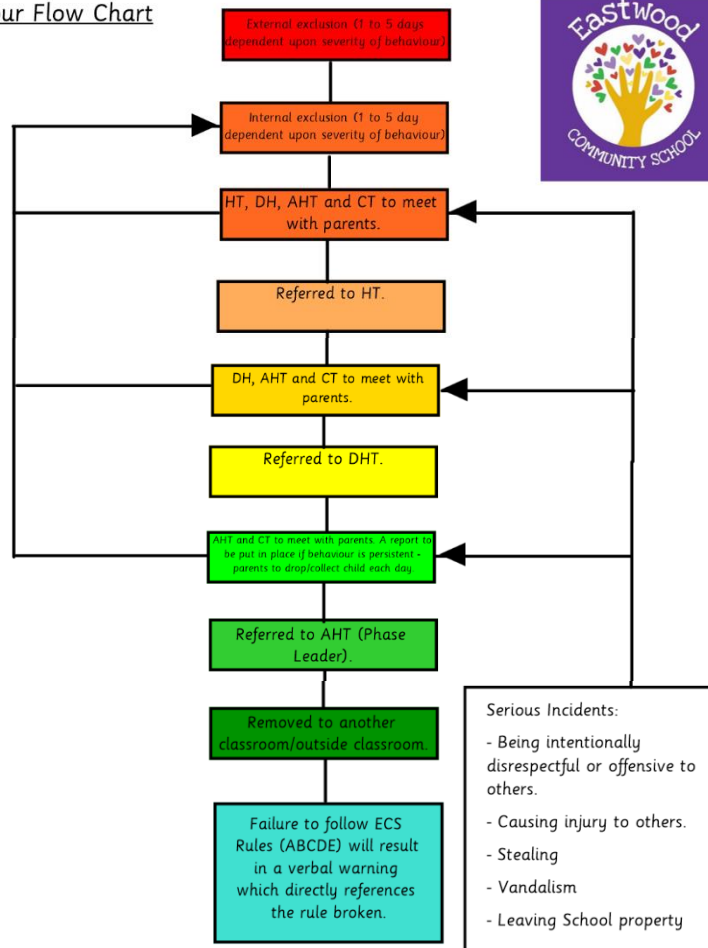 our Flow Chart
External exclusion (1 to 5 days
dependent upon severity of behaviour)
Eastwood
COMMUNITY SCHOOL
Internal exclusion (1 to 5 day
dependent upon severity of behaviour)
HT, DH, AHT and CT to meet
with parents.
Referred to HT.
DH, AHT and CT to meet with
parents.
Referred to DHT.
AHT and CT to meet with parents. A report to
be put in place if behaviour is persistent -
parents to drop/collect child each day.
Referred to AHT (Phase
Leader).
Removed to another
classroom/outside classroom.
Failure to follow ECS
Rules (ABCDE) will result
in a verbal warning
which directly references
the rule broken.
Serious Incidents:
- Being intentionally
disrespectful or offensive to
others.
- Causing injury to others.
- Stealing
- Vandalism
- Leaving School property